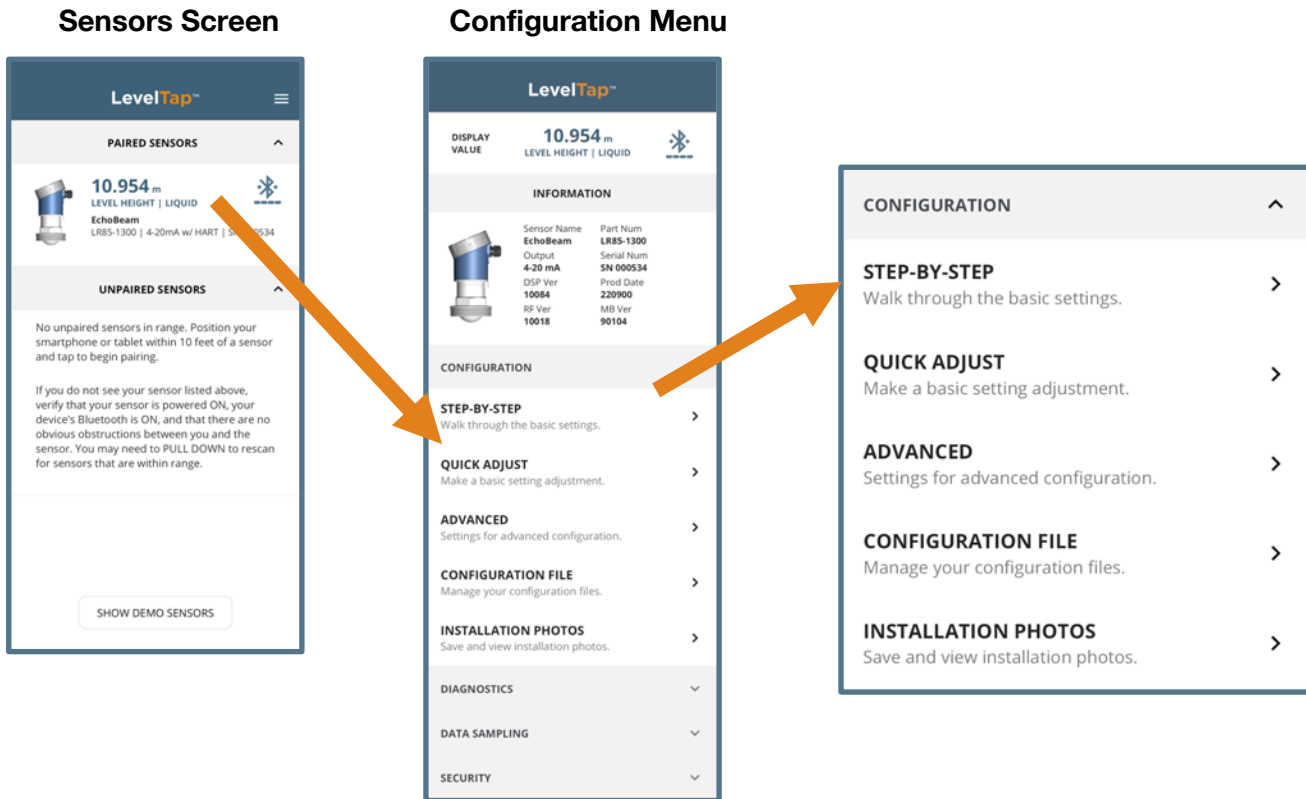 Sensors Screen
Configuration Menu
LevelTap™
PAIRED SENSORS
10.954 m
LEVEL HEIGHT | LIQUID
EchoBeam
LR85-1300 | 4-20mA w/ HART | 0534
UNPAIRED SENSORS
No unpaired sensors in range. Position your
smartphone or tablet within 10 feet of a sensor
and tap to begin pairing.
If you do not see your sensor listed above,
verify that your sensor is powered ON, your
device's Bluetooth is ON, and that there are no
obvious obstructions between you and the
sensor. You may need to PULL DOWN to rescan
for sensors that are within range.
SHOW DEMO SENSORS
LevelTap™
DISPLAY
VALUE
10.954 m
LEVEL HEIGHT | LIQUID
INFORMATION
Sensor Name Part Num
EchoBeam LR85-1300
Output Serial Num
4-20 mA SN 000534
DSP Ver Prod Date
10084 220900
RF Ver MB Ver
10018 90104
CONFIGURATION
STEP-BY-STEP
Walk through the basic settings.
QUICK ADJUST
Make a basic setting adjustment.
ADVANCED
Settings for advanced configuration.
CONFIGURATION FILE
Manage your configuration files.
INSTALLATION PHOTOS
Save and view installation photos.
DIAGNOSTICS
DATA SAMPLING
SECURITY
CONFIGURATION
STEP-BY-STEP
Walk through the basic settings.
QUICK ADJUST
Make a basic setting adjustment.
ADVANCED
Settings for advanced configuration.
CONFIGURATION FILE
Manage your configuration files.
INSTALLATION PHOTOS
Save and view installation photos.